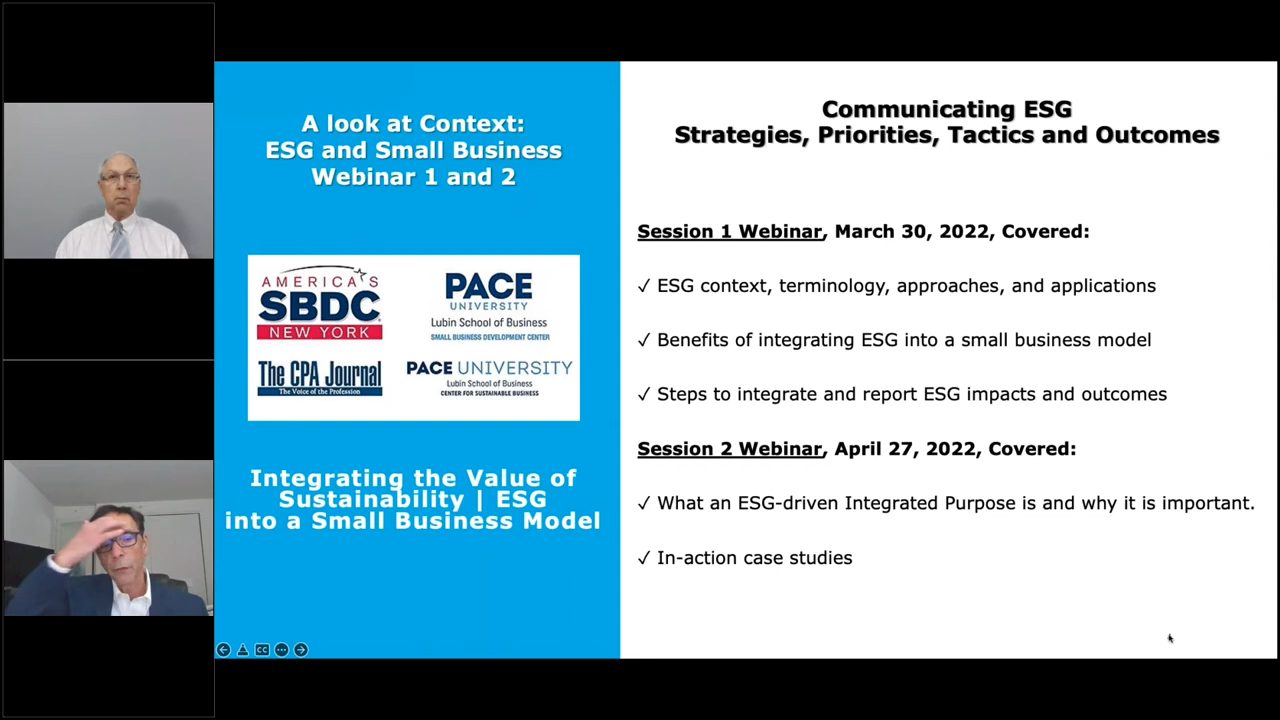 A look at Context:
ESG and Small Business
Webinar 1 and 2
AMERICA'S
SBDC
NEW YORK
PACE
UNIVERSITY
Lubin School of Business
SMALL BUSINESS DEVELOPMENT CENTER
The CPA Journal
The Voice of the Profession
PACE UNIVERSITY
Lubin School of Business
CENTER FOR SUSTAINABLE BUSINESS
Integrating the Value of
Sustainability | ESG
into a Small Business Model
CC
Communicating ESG
Strategies, Priorities, Tactics and Outcomes
Session 1 Webinar, March 30, 2022, Covered:
✓ ESG context, terminology, approaches, and applications
✓ Benefits of integrating ESG into a small business model
✓ Steps to integrate and report ESG impacts and outcomes
Session 2 Webinar, April 27, 2022, Covered:
✓ What an ESG-driven Integrated Purpose is and why it is important.
✓ In-action case studies